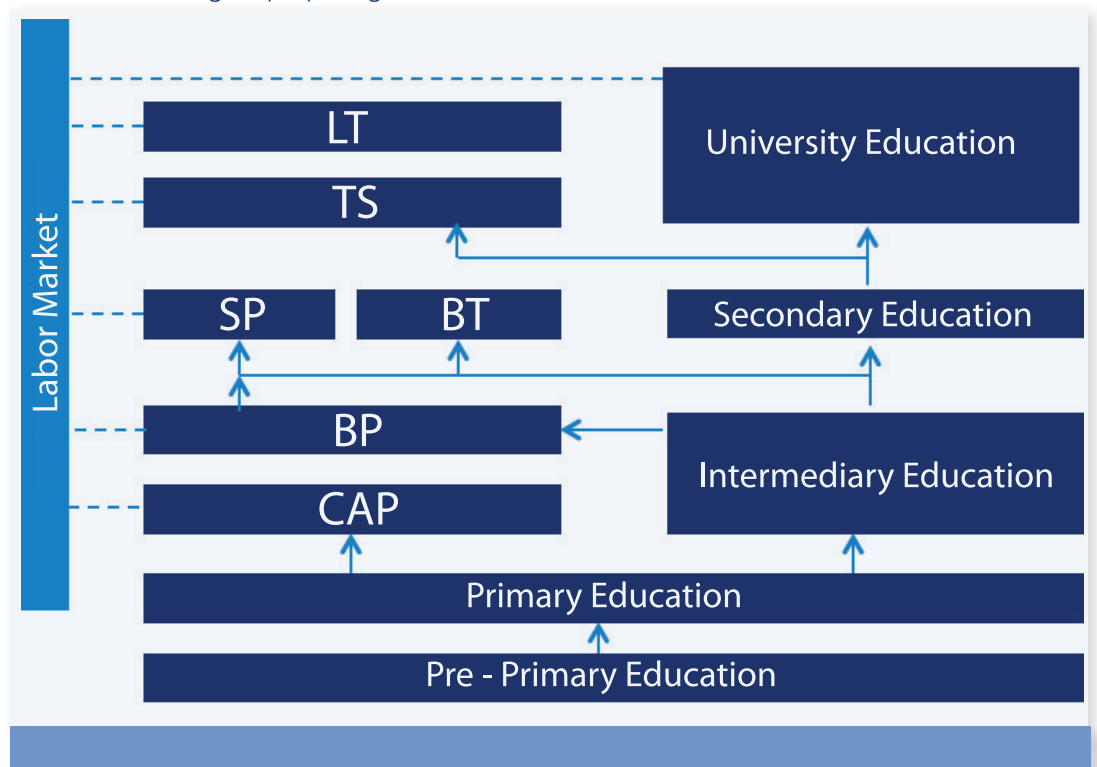 Labor Market
LT
University Education
TS
SP
BT
Secondary Education
BP
Intermediary Education
CAP
Primary Education
Pre - Primary Education